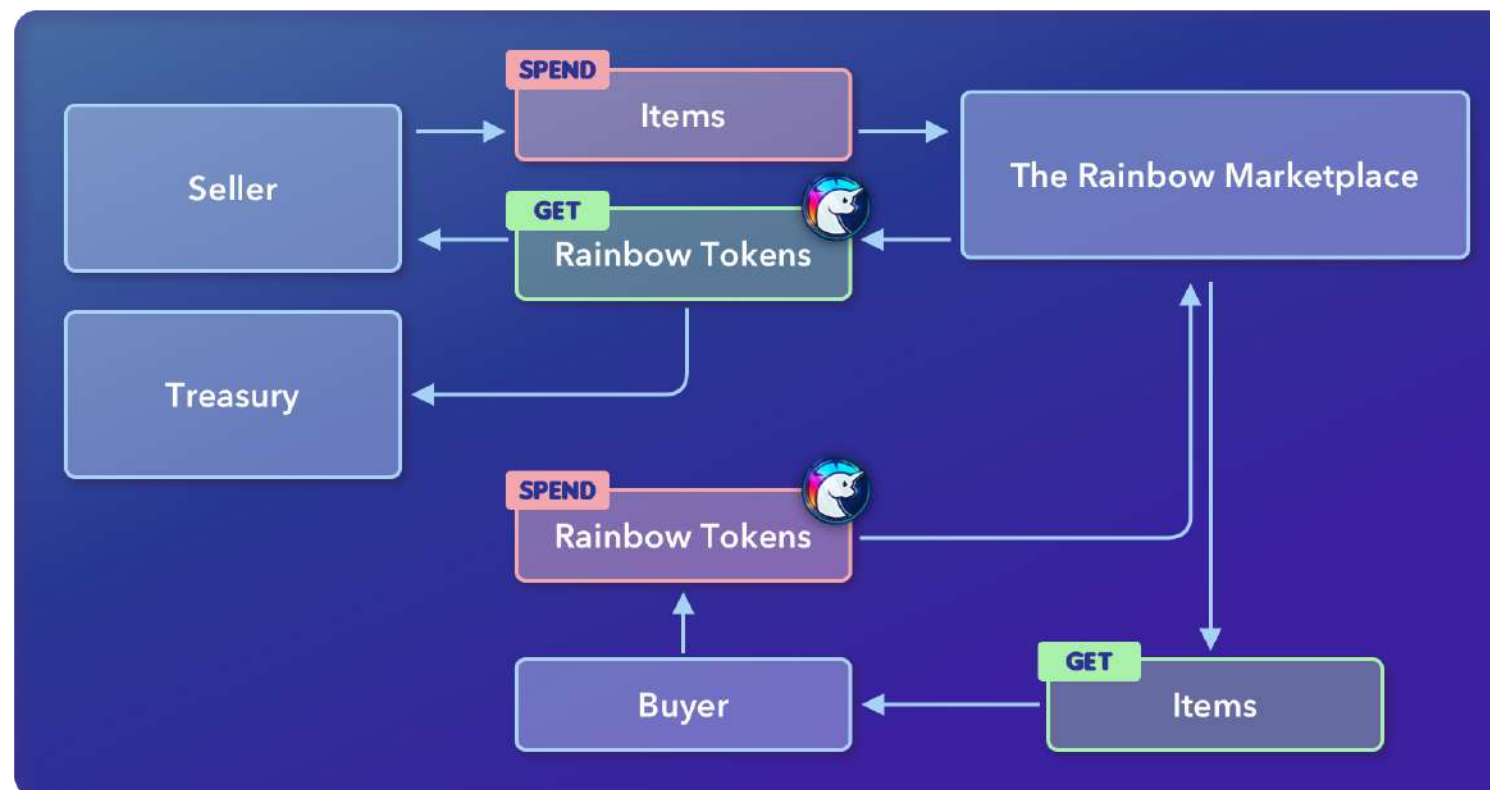 SPEND
Items
Seller
The Rainbow Marketplace
GET
Rainbow Tokens
Treasury
SPEND
Rainbow Tokens
GET
Buyer
Items